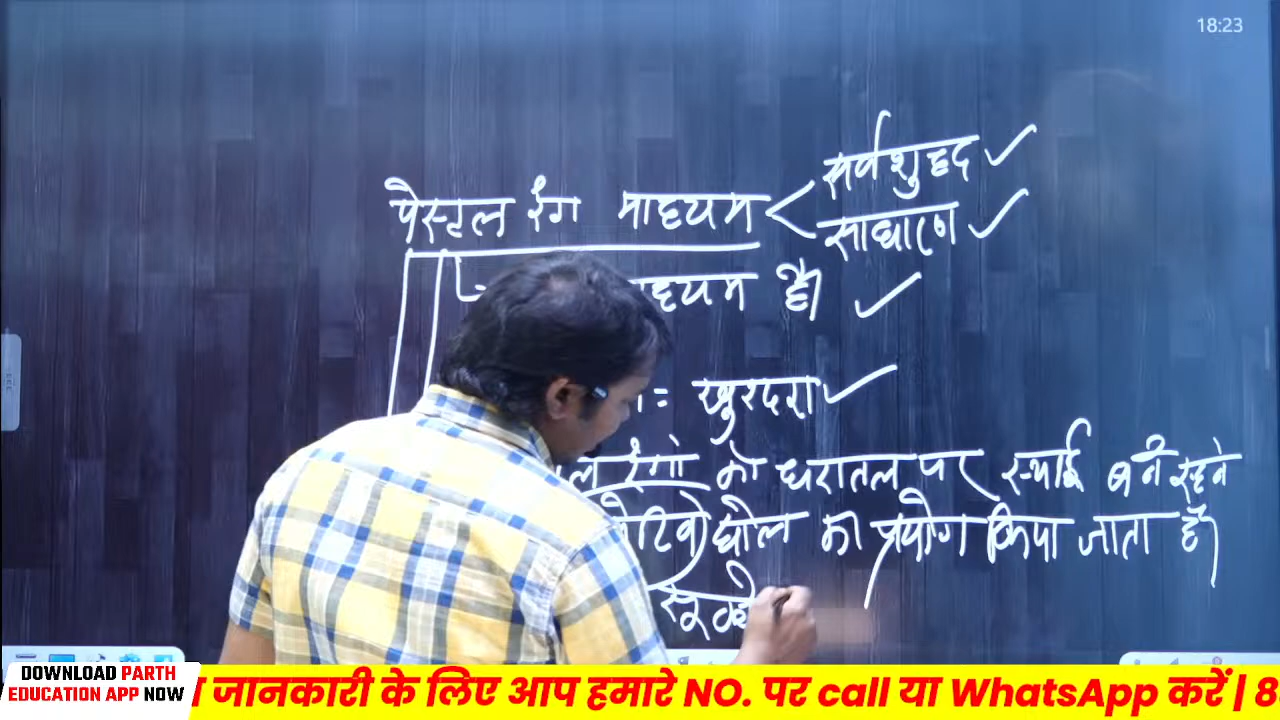 18:23
सर्वशुद्ध ✓
पेस्टल रंग माध्यम <
साधारण ✓
माध्यम है। ✓
खुरदरा ✓
रंगो को धरातल पर स्थाई बने रहने
घोल का प्रयोग किया जाता है।
DOWNLOAD PARTH
EDUCATION APP NOW
जानकारी के लिए आप हमारे NO. पर call या WhatsApp करें | 8